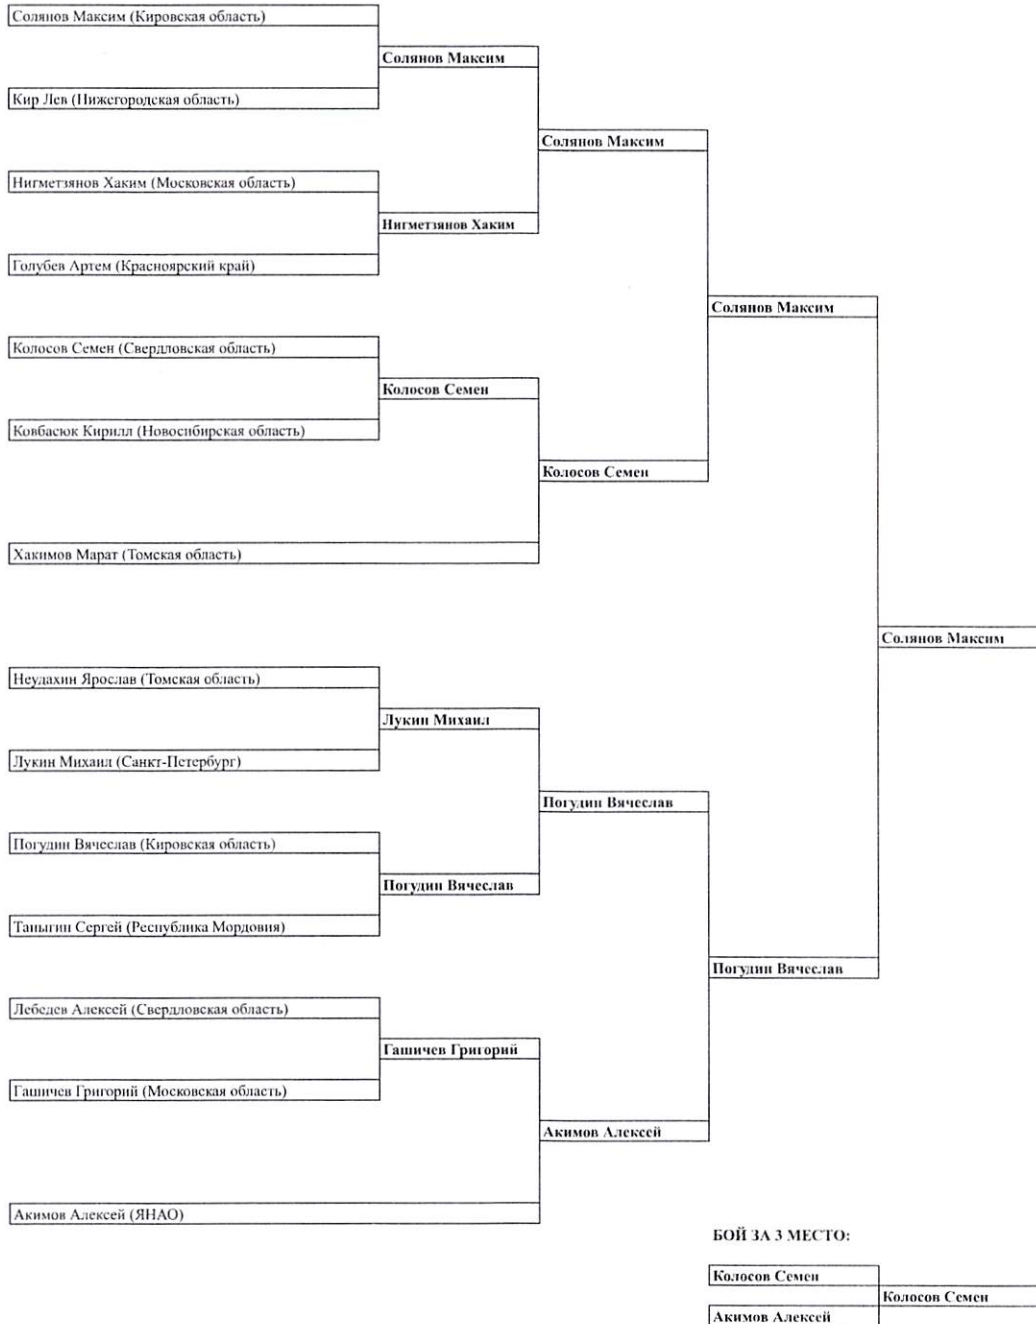 Солянов Максим (Кировская область)
Солянов Максим
Кир Лев (Нижегородская область)
Солянов Максим
Нигметзянов Хаким (Московская область)
Нигметзянов Хаким
Голубев Артем (Красноярский край)
Солянов Максим
Колосов Семен (Свердловская область)
Колосов Семен
Ковбасюк Кирилл (Новосибирская область)
Колосов Семен
Хакимов Марат (Томская область)
Солянов Максим
Неудахин Ярослав (Томская область)
Лукин Михаил
Лукин Михаил (Санкт-Петербург)
Погудин Вячеслав
Погудин Вячеслав (Кировская область)
Погудин Вячеслав
Таныгин Сергей (Республика Мордовия)
Погудин Вячеслав
Лебедев Алексей (Свердловская область)
Гашичев Григорий
Гашичев Григорий (Московская область)
Акимов Алексей
Акимов Алексей (ЯНАО)
БОЙ ЗА 3 МЕСТО:
Колосов Семен
Колосов Семен
Акимов Алексей